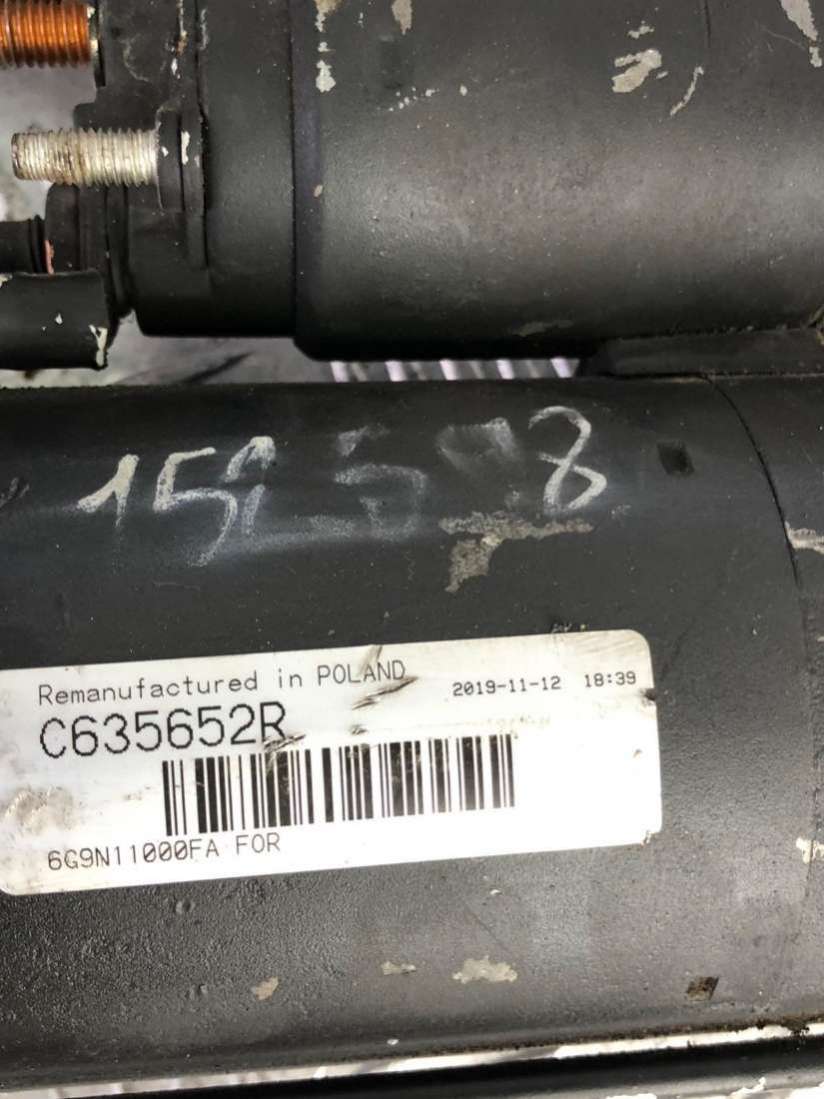 Remanufactured in POLAND 2019-11-12 18:39
C635652R
6G9N11000FA FOR